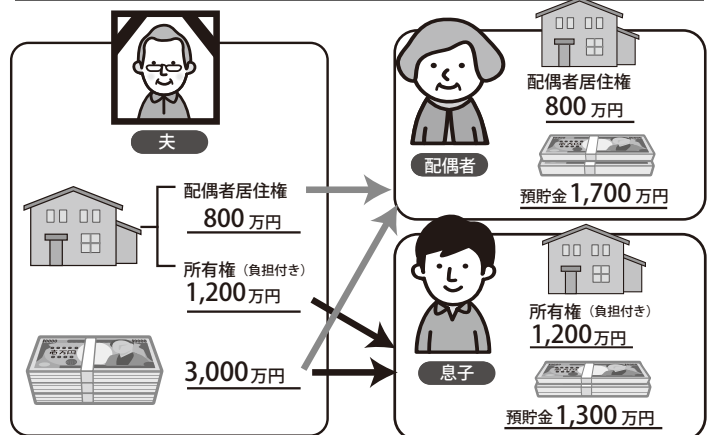 夫
配偶者居住権
800万円
所有権（負担付き）
1,200万円
3,000万円
配偶者
配偶者居住権
800万円
預貯金1,700万円
息子
所有権（負担付き）
1,200万円
預貯金1,300万円